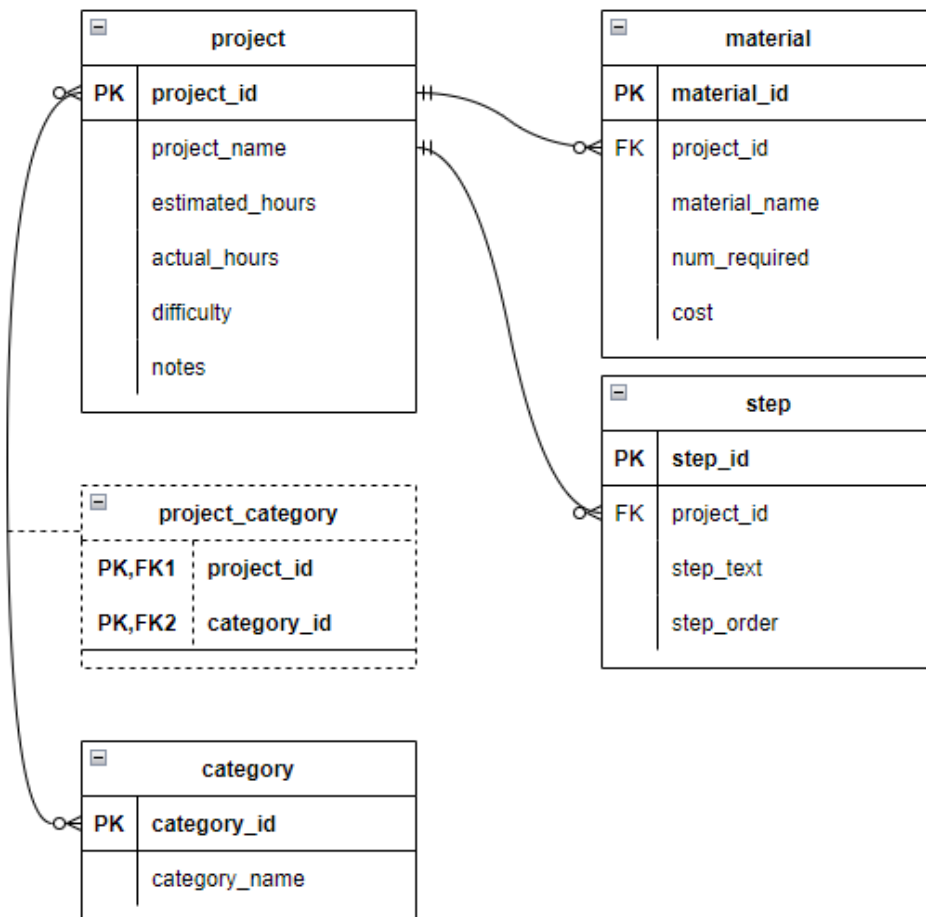 project
PK project_id
project_name
estimated_hours
actual_hours
difficulty
notes
material
PK material_id
FK project_id
material_name
num_required
cost
step
PK step_id
FK project_id
step_text
step_order
project_category
PK,FK1 project_id
PK,FK2 category_id
category
PK category_id
category_name